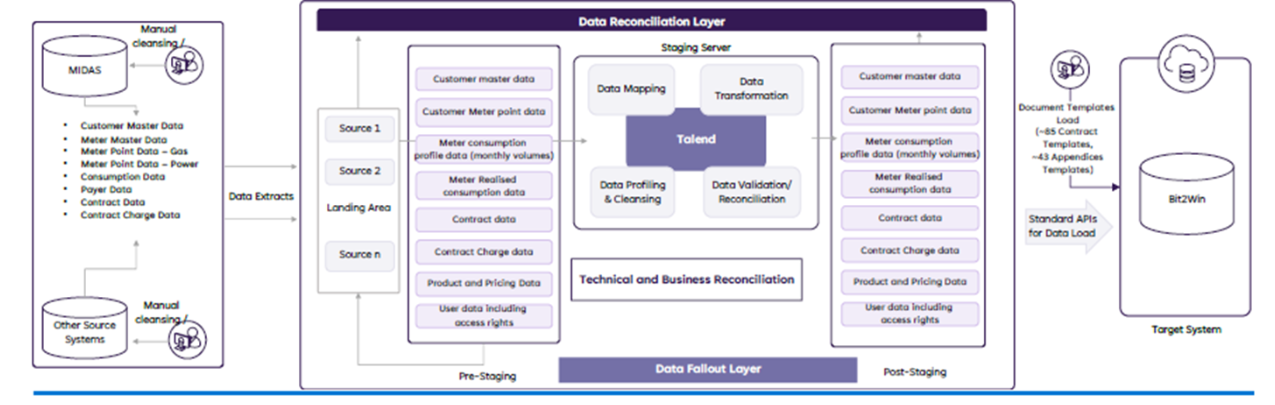 Data Reconciliation Layer
Manual
cleansing /
MIDAS
• Customer Master Data
• Meter Master Data
• Meter Point Data – Gas
• Meter Point Data – Power
• Consumption Data
• Payer Data
• Contract Data
• Contract Charge Data
Manual
cleansing /
Other Source
Systems
Data Extracts
Source 1
Source 2
Landing Area
Source n
Customer master data
Customer Meter point data
Meter consumption
profile data (monthly volumes)
Meter Realised
consumption data
Contract data
Contract Charge data
Product and Pricing Data
User data including
access rights
Pre-Staging
Staging Server
Data Mapping
Data
Transformation
Talend
Data Profiling
& Cleansing
Data Validation/
Reconciliation
Technical and Business Reconciliation
Data Fallout Layer
Customer master data
Customer Meter point data
Meter consumption
profile data (monthly volumes)
Meter Realised
consumption data
Contract data
Contract Charge data
Product and Pricing Data
User data including
access rights
Post-Staging
Document Templates
Load
(~85 Contract
Templates,
~43 Appendices
Templates)
Standard APIs
for Data Load
Bit2Win
Target System